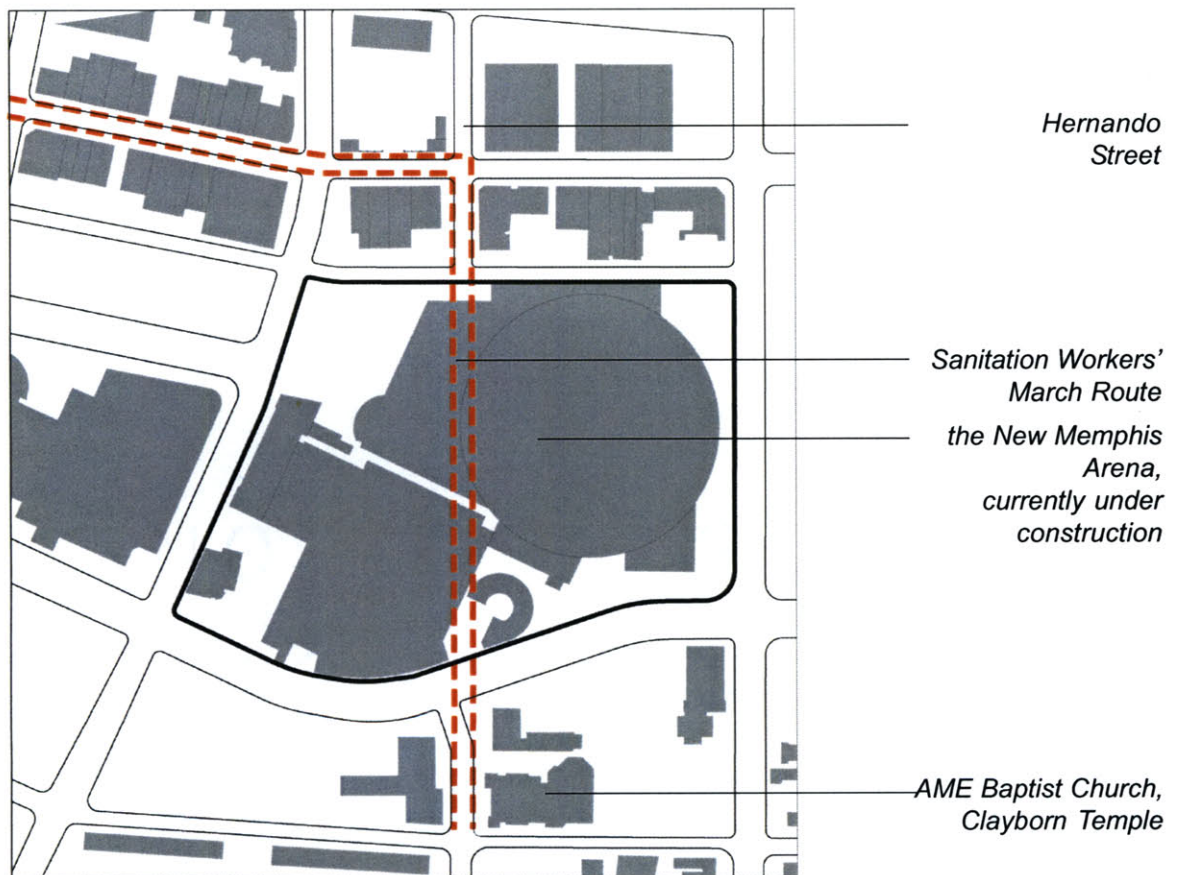 Hernando
Street
Sanitation Workers'
March Route
the New Memphis
Arena,
currently under
construction
AME Baptist Church,
Clayborn Temple